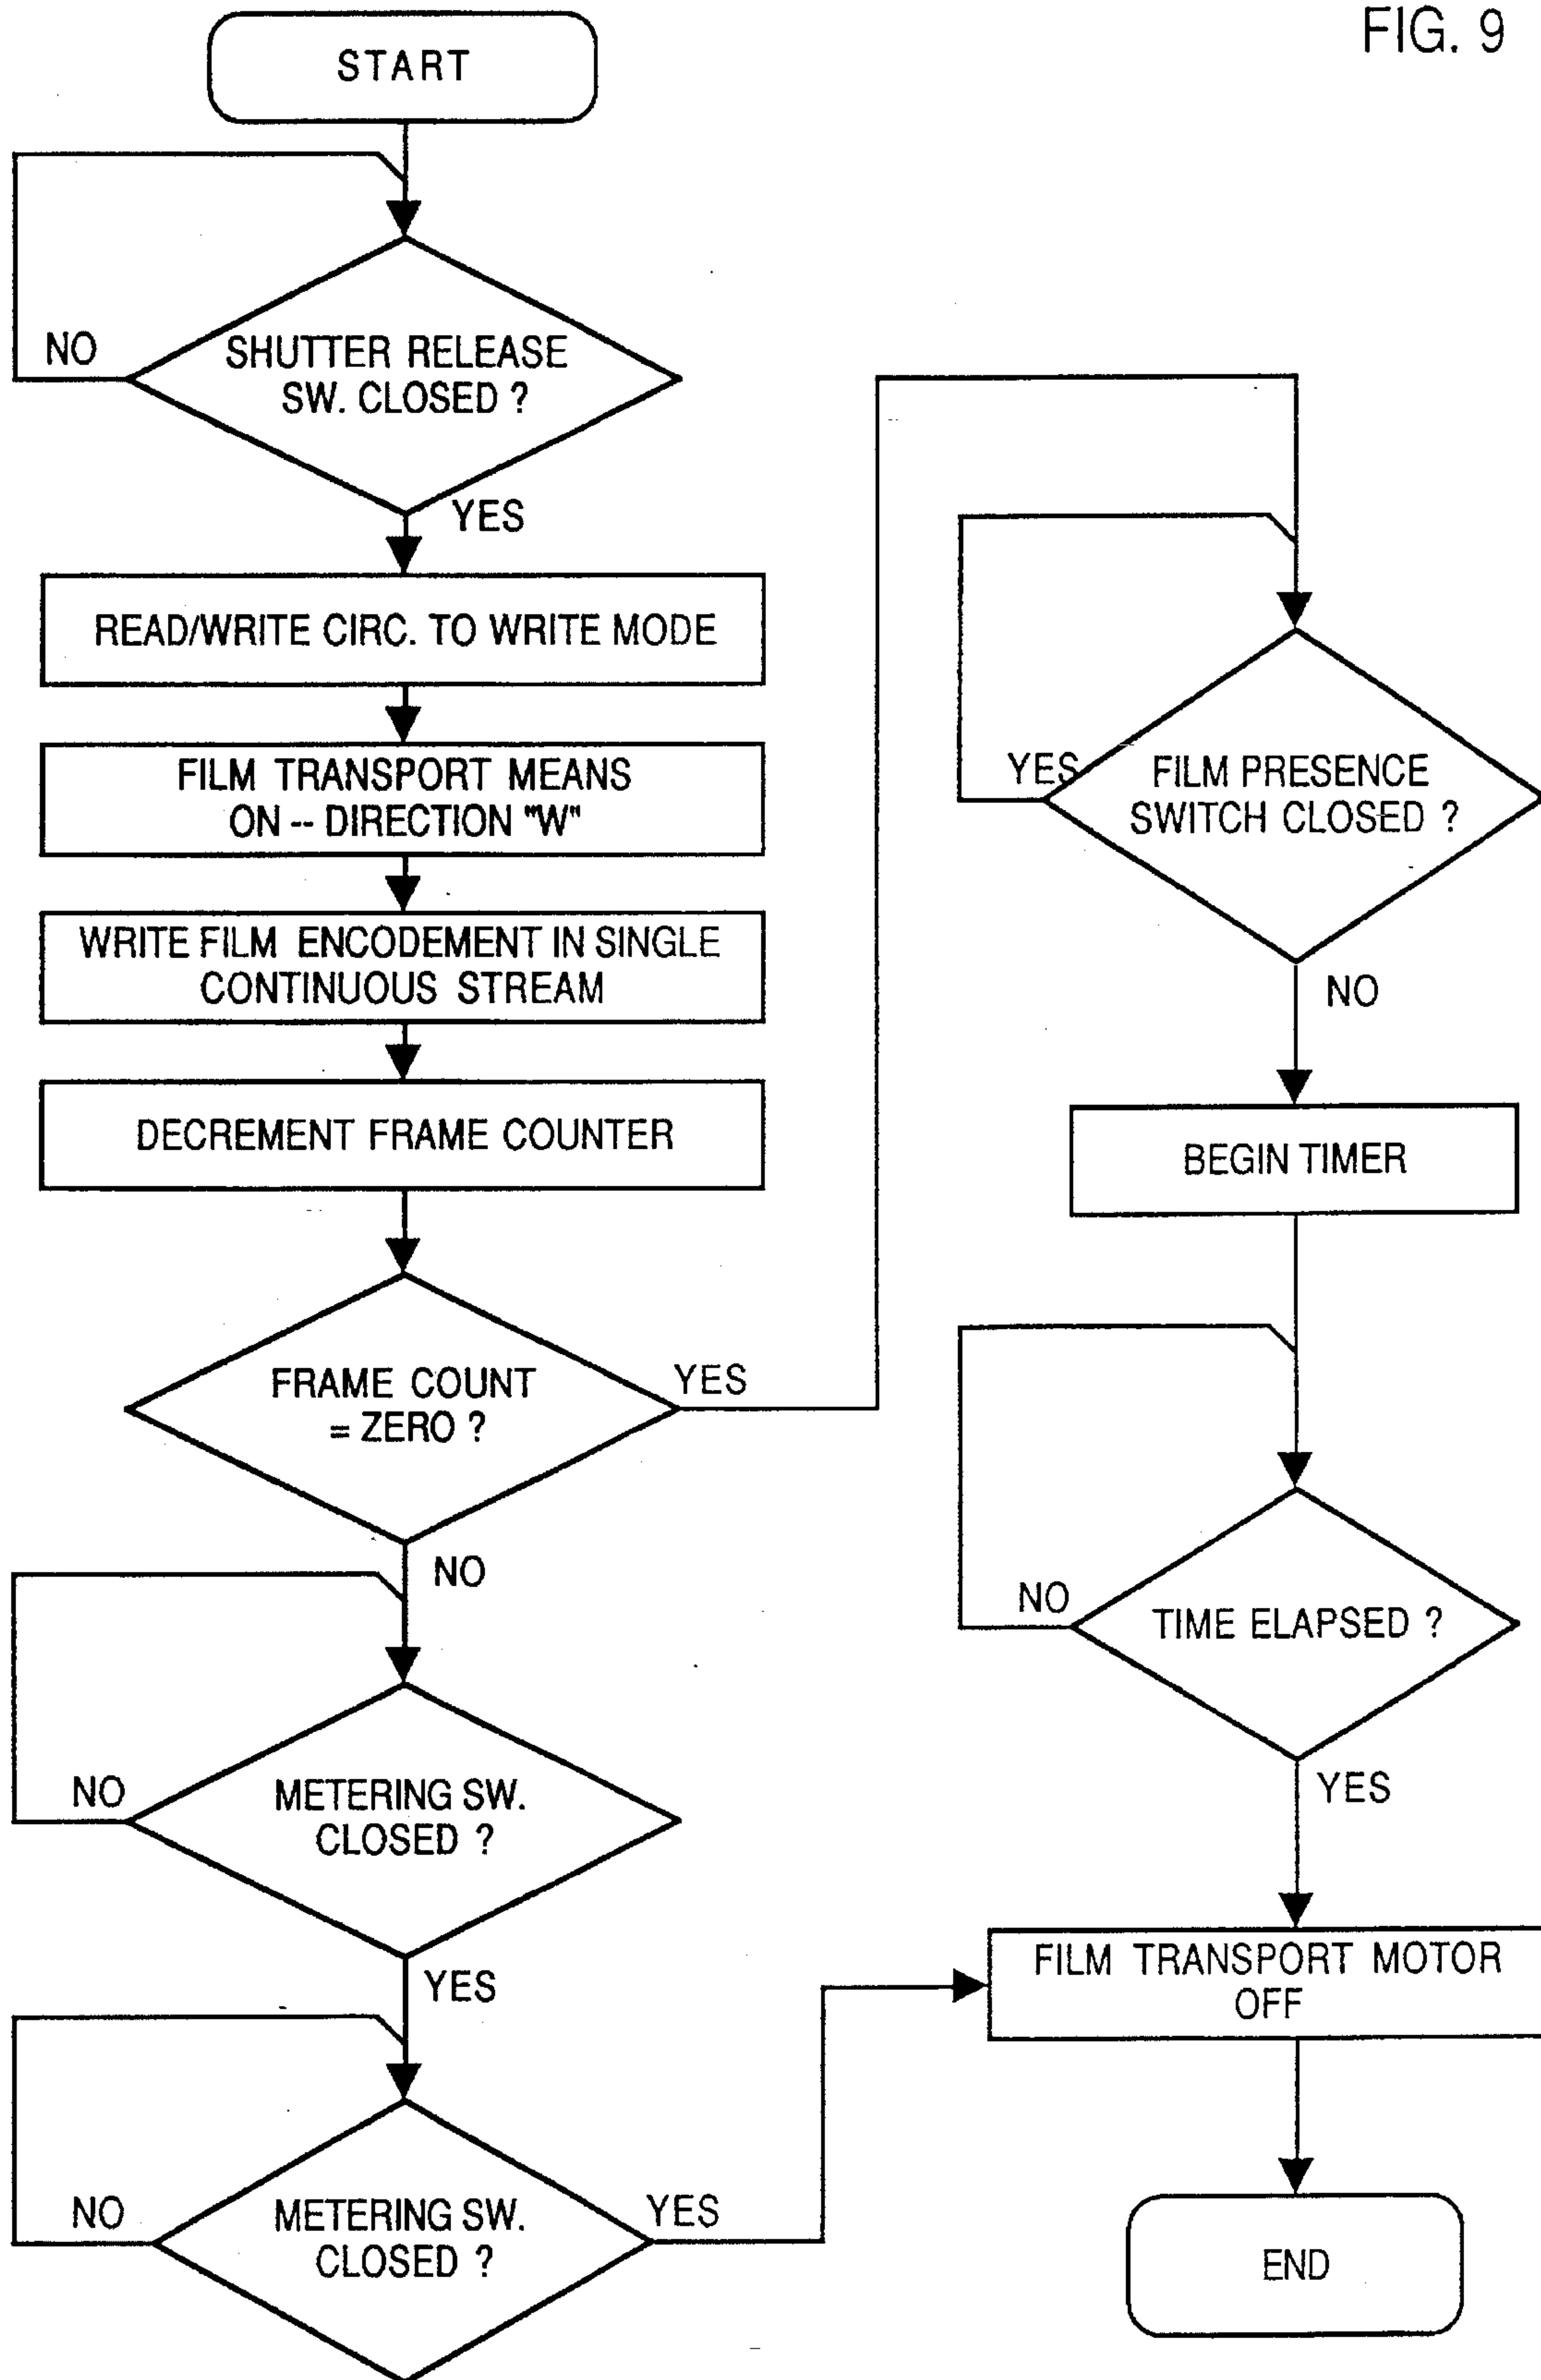 FIG. 9
START
SHUTTER RELEASE
SW. CLOSED ?
NO
YES
READ/WRITE CIRC. TO WRITE MODE
FILM TRANSPORT MEANS
ON -- DIRECTION "W"
WRITE FILM ENCODEMENT IN SINGLE
CONTINUOUS STREAM
DECREMENT FRAME COUNTER
FRAME COUNT
= ZERO ?
YES
NO
METERING SW.
CLOSED ?
NO
YES
METERING SW.
CLOSED ?
NO
YES
FILM PRESENCE
SWITCH CLOSED ?
YES
NO
BEGIN TIMER
TIME ELAPSED ?
NO
YES
FILM TRANSPORT MOTOR
OFF
END